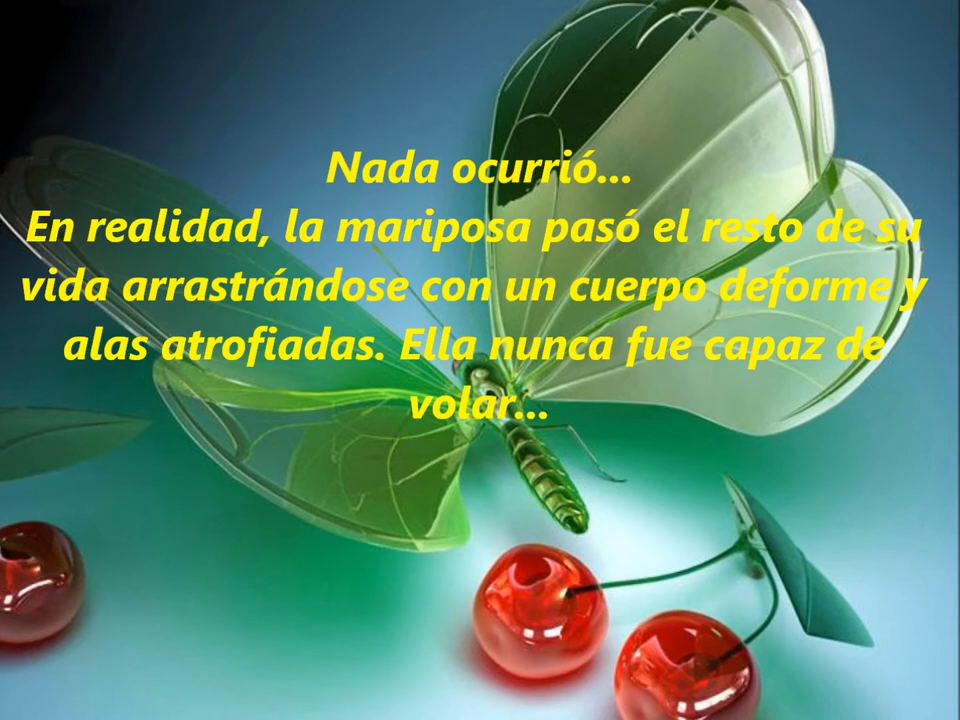 Nada ocurrió...
En realidad, la mariposa pasó el resto de su
vida arrastrándose con un cuerpo deforme y
alas atrofiadas. Ella nunca fue capaz de
volar...